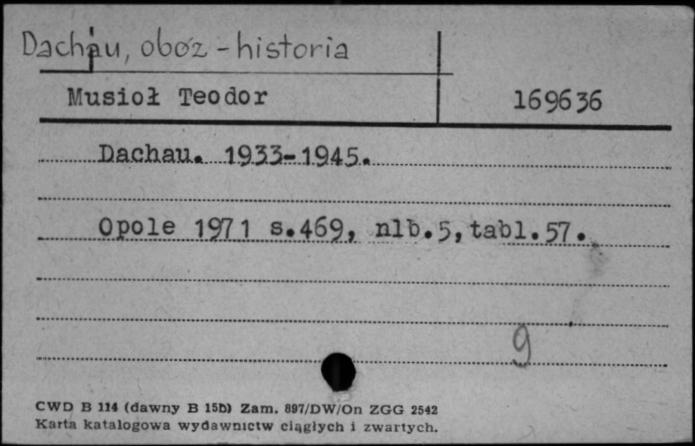 Dachau, obóz - historia
Musioł Teodor 169636
Dachau. 1933-1945.
Opole 1971 s.469, nlb.5, tabl.57.
9
CWD B 114 (dawny B 15b) Zam. 897/DW/On ZGG 2542
Karta katalogowa wydawnictw ciągłych i zwartych.